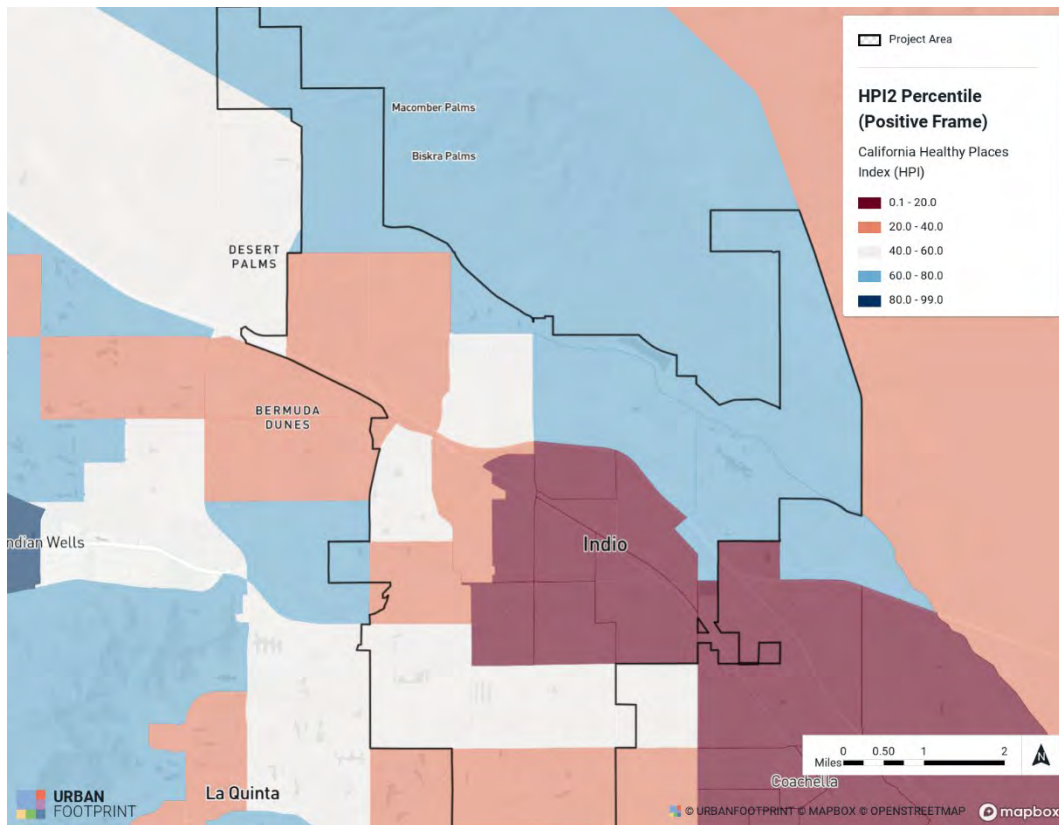 Project Area
HPI2 Percentile
(Positive Frame)
California Healthy Places
Index (HPI)
0.1 - 20.0
20.0 - 40.0
40.0 - 60.0
60.0 - 80.0
80.0 - 99.0
Macomber Palms
Biskra Palms
DESERT
PALMS
BERMUDA
DUNES
ndian Wells
Indio
La Quinta
Coachella
Miles 0 0.50 1 2
N
URBAN
FOOTPRINT
© URBANFOOTPRINT © MAPBOX © OPENSTREETMAP
mapbox